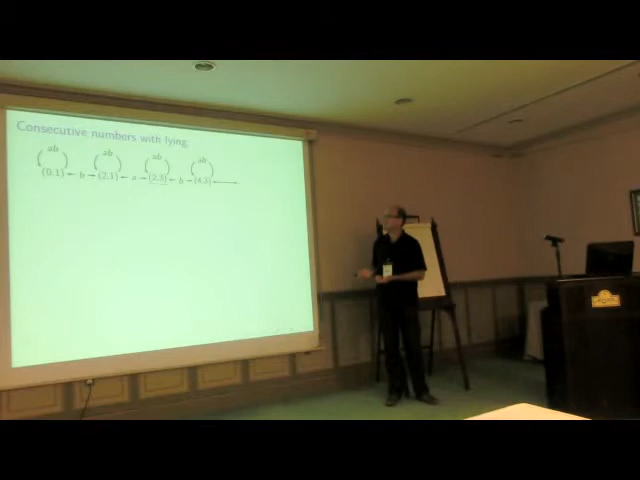 Consecutive numbers with lying
ab ab ab ab
(0,1) ← b → (2,1) ← a → (2,3) ← b → (4,3) ←